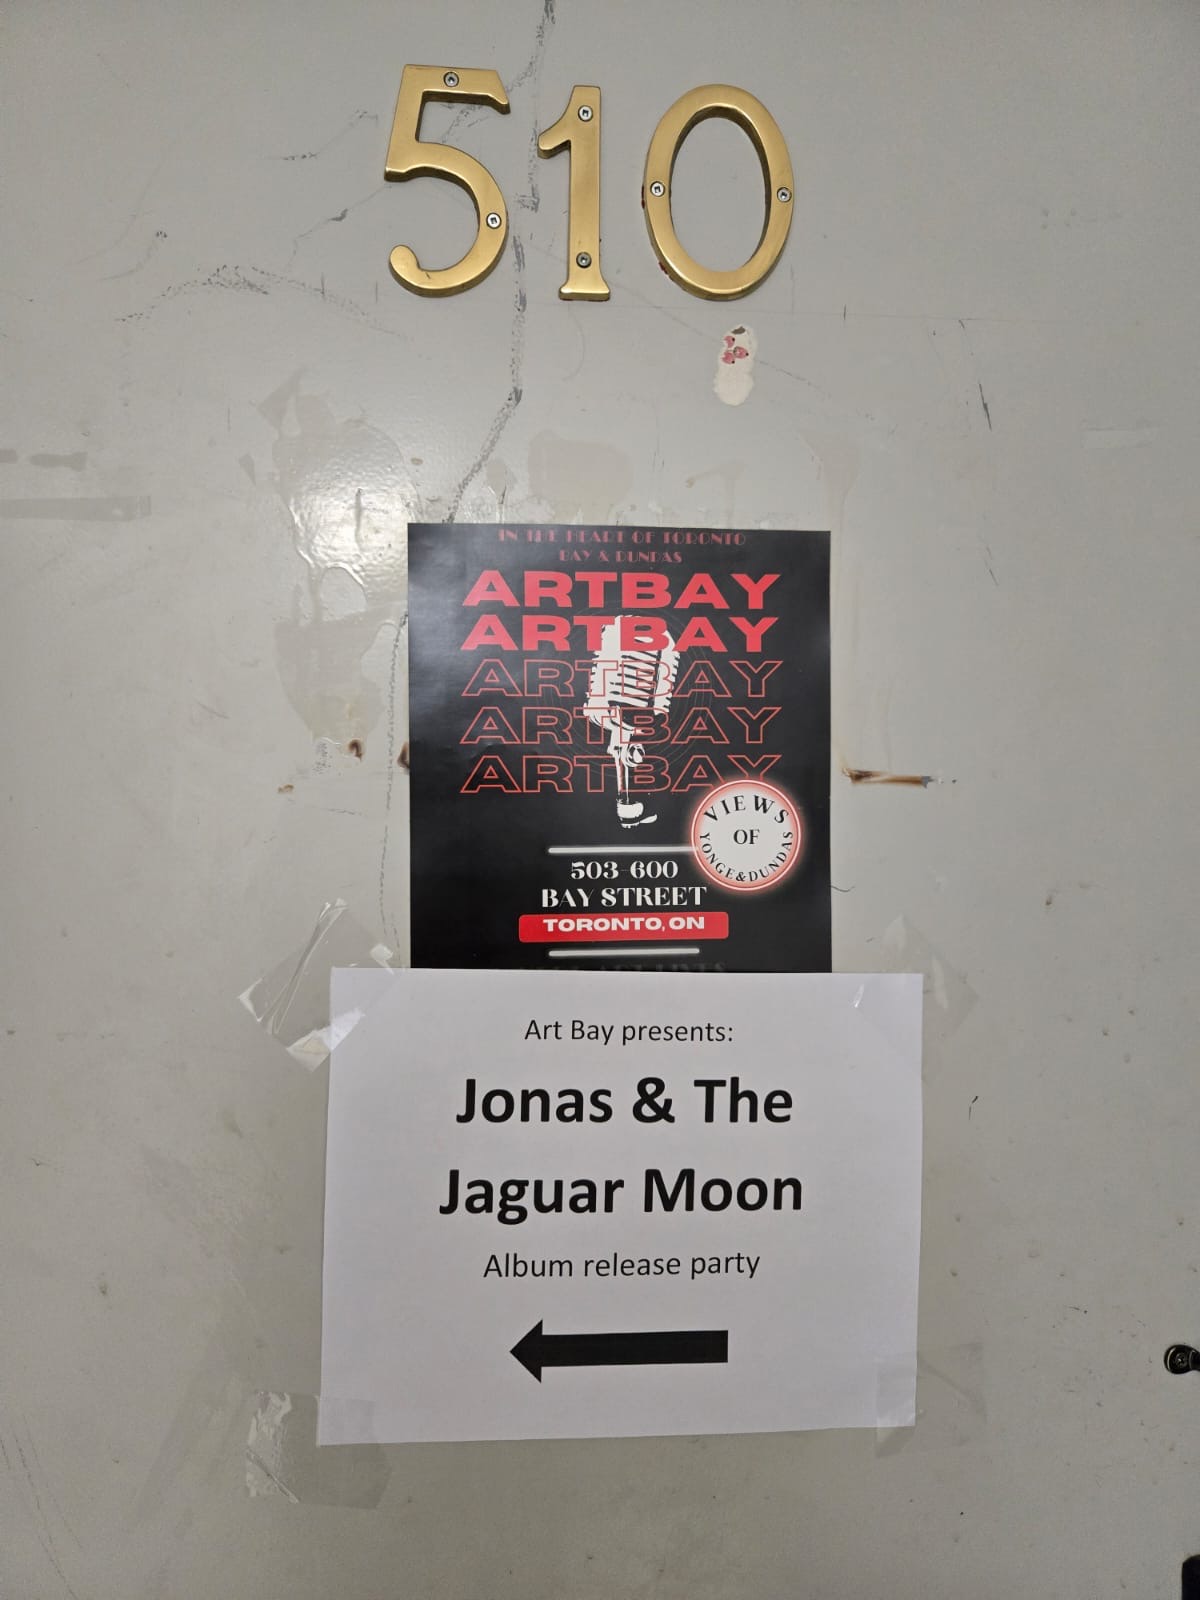 510
IN THE HEART OF TORONTO
BAY & DUNDAS
ARTBAY
ARTBAY
ARTBAY
ARTBAY
ARTBAY
VIEWS
OF
YONGE&DUNDAS
503-600
BAY STREET
TORONTO, ON
Art Bay presents:
Jonas & The
Jaguar Moon
Album release party